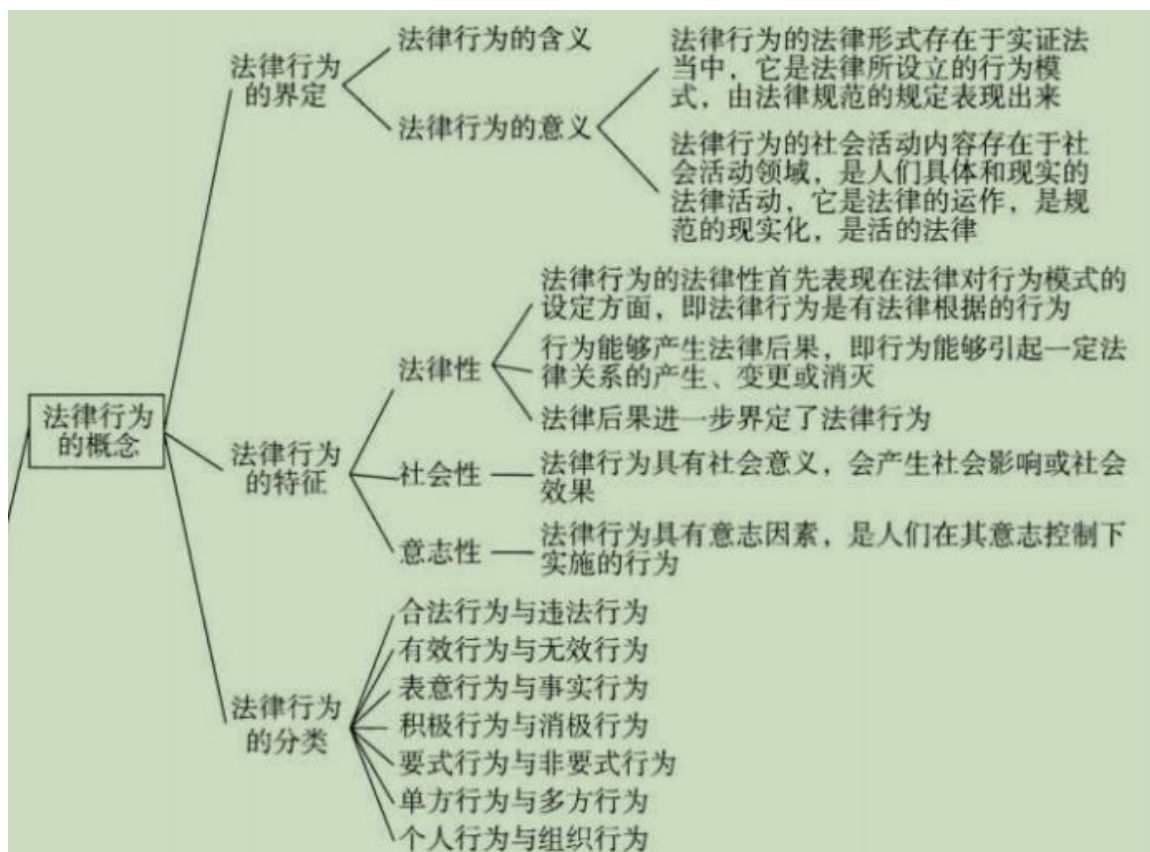 法律行为
的概念
法律行为
的界定
法律行为的含义
法律行为的意义
法律行为的法律形式存在于实证法
当中，它是法律所设立的行为模
式，由法律规范的规定表现出来
法律行为的社会活动内容存在于社
会活动领域，是人们具体和现实的
法律活动，它是法律的运作，是规
范的现实化，是活的法律
法律行为
的特征
法律性
法律行为的法律性首先表现在法律对行为模式的
设定方面，即法律行为是有法律根据的行为
行为能够产生法律后果，即行为能够引起一定法
律关系的产生、变更或消灭
法律后果进一步界定了法律行为
社会性
法律行为具有社会意义，会产生社会影响或社会
效果
意志性
法律行为具有意志因素，是人们在其意志控制下
实施的行为
法律行为
的分类
合法行为与违法行为
有效行为与无效行为
表意行为与事实行为
积极行为与消极行为
要式行为与非要式行为
单方行为与多方行为
个人行为与组织行为